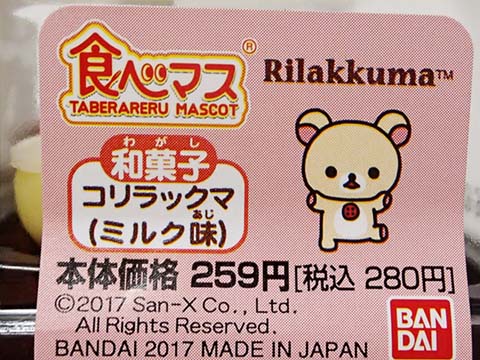 食べマス®
TABERARERU MASCOT
Rilakkuma™
わがし
和菓子
コリラックマ
あじ
(ミルク味)
本体価格 259円[税込 280円]
©2017 San-X Co., Ltd.
All Rights Reserved.
BANDAI 2017 MADE IN JAPAN
BAN
DAI